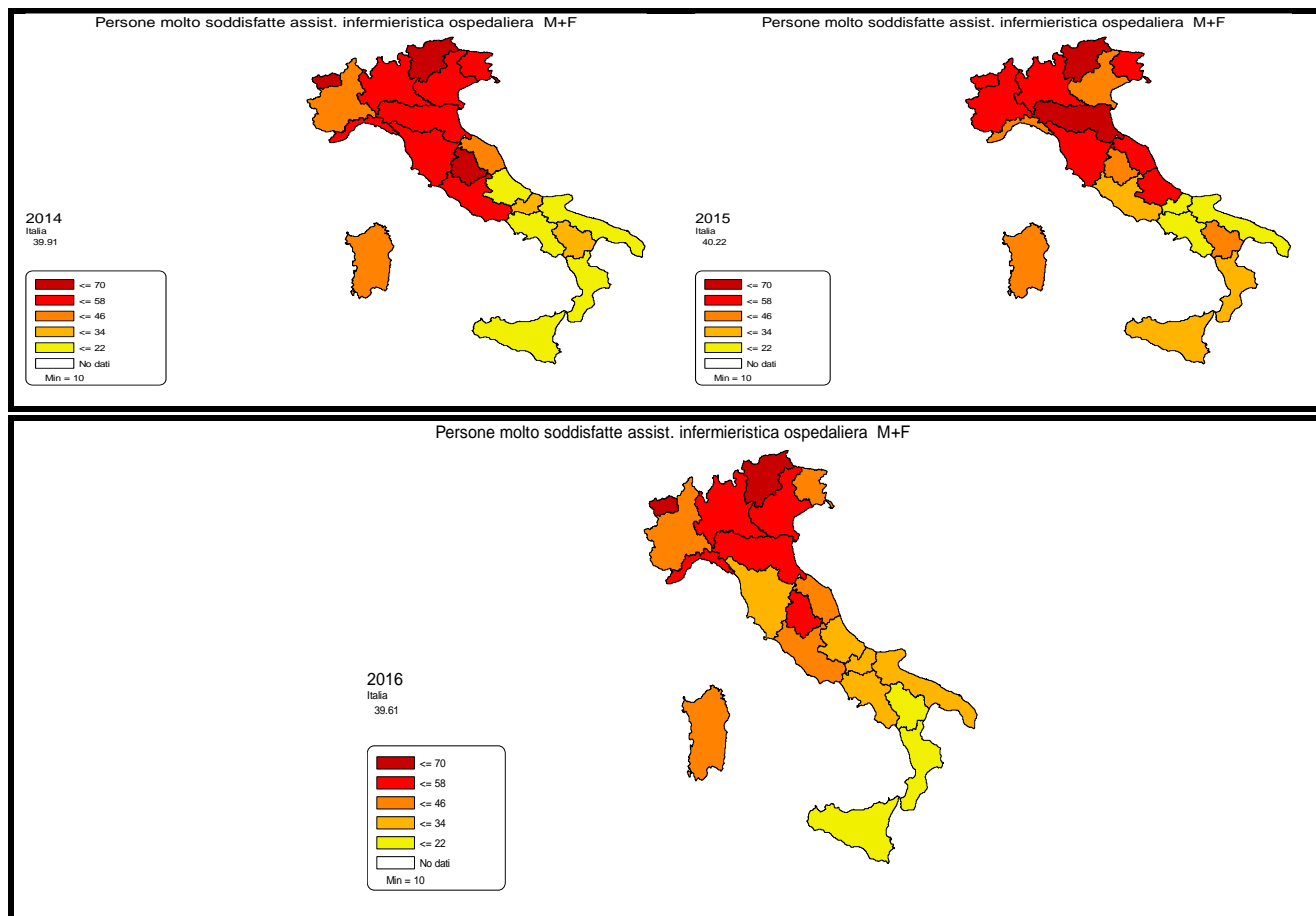 Persone molto soddisfatte assist. infermieristica ospedaliera M+F
2014
Italia
39.91
<= 70
<= 58
<= 46
<= 34
<= 22
No dati
Min = 10
Persone molto soddisfatte assist. infermieristica ospedaliera M+F
2015
Italia
40.22
<= 70
<= 58
<= 46
<= 34
<= 22
No dati
Min = 10
Persone molto soddisfatte assist. infermieristica ospedaliera M+F
2016
Italia
39.61
<= 70
<= 58
<= 46
<= 34
<= 22
No dati
Min = 10